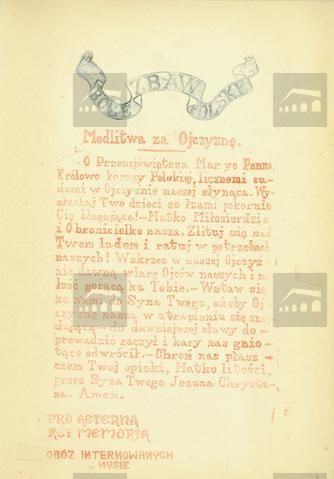 BOŻE ZBAW POLSKĘ
Modlitwa za Ojczyznę.
O Przenajświętsza Maryo Panno,
Królowo korony Polskiej, licznemi cu-
dami w Ojczyźnie naszej słynąca. Wy-
słuchaj Twe dzieci ze łzami pokornie
Cię błagające! – Matko Miłosierdzia
i Obronicielko nasza. Zlituj się nad
Twem ludem i ratuj w potrzebach
naszych! Wskrześ w naszej Ojczyź-
nie dawną wiarę Ojców naszych i mi-
łość gorącą ku Tobie. – Wstaw się
za nami do Syna Twego, ażeby Oj-
czyznę naszą w utrapieniu się znaj-
dującą – do dawniejszej sławy do-
prowadzić raczył i kary nas gnio-
tące odwrócił. – Chroń nas płasz-
czem Twej opieki, Matko litości,
przez Syna Twego Jezusa Chrystu-
sa. Amen.
PRO AETERNA
REI MEMORIA
OBÓZ INTERNOWANYCH
NYSIE